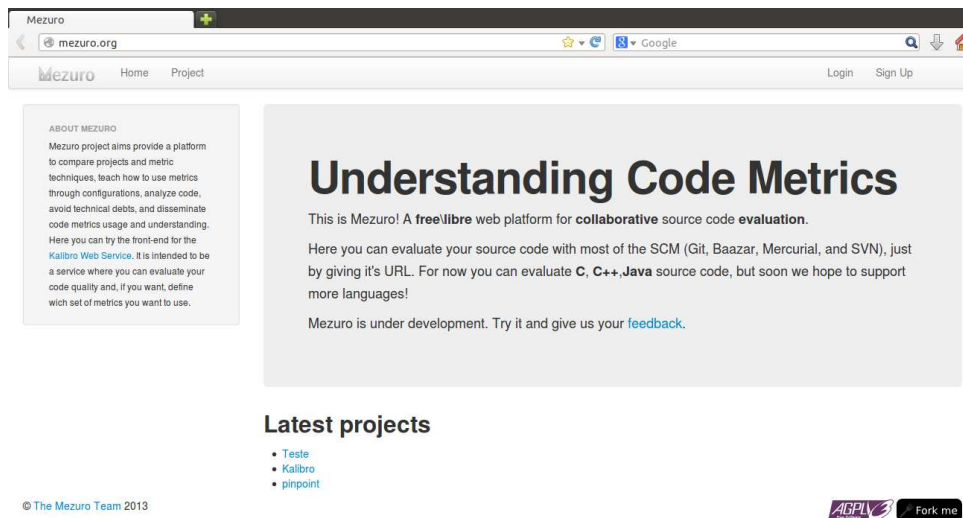 Mezuro
mezuro.org
Google
Mezuro
Home
Project
Login
Sign Up
ABOUT MEZURO
Mezuro project aims provide a platform
to compare projects and metric
techniques, teach how to use metrics
through configurations, analyze code,
avoid technical debts, and disseminate
code metrics usage and understanding.
Here you can try the front-end for the
Kalibro Web Service. It is intended to be
a service where you can evaluate your
code quality and, if you want, define
wich set of metrics you want to use.
Understanding Code Metrics
This is Mezuro! A free\libre web platform for collaborative source code evaluation.
Here you can evaluate your source code with most of the SCM (Git, Baazar, Mercurial, and SVN), just
by giving it's URL. For now you can evaluate C, C++,Java source code, but soon we hope to support
more languages!
Mezuro is under development. Try it and give us your feedback.
Latest projects
• Teste
• Kalibro
• pinpoint
© The Mezuro Team 2013
AGPLV3
Fork me